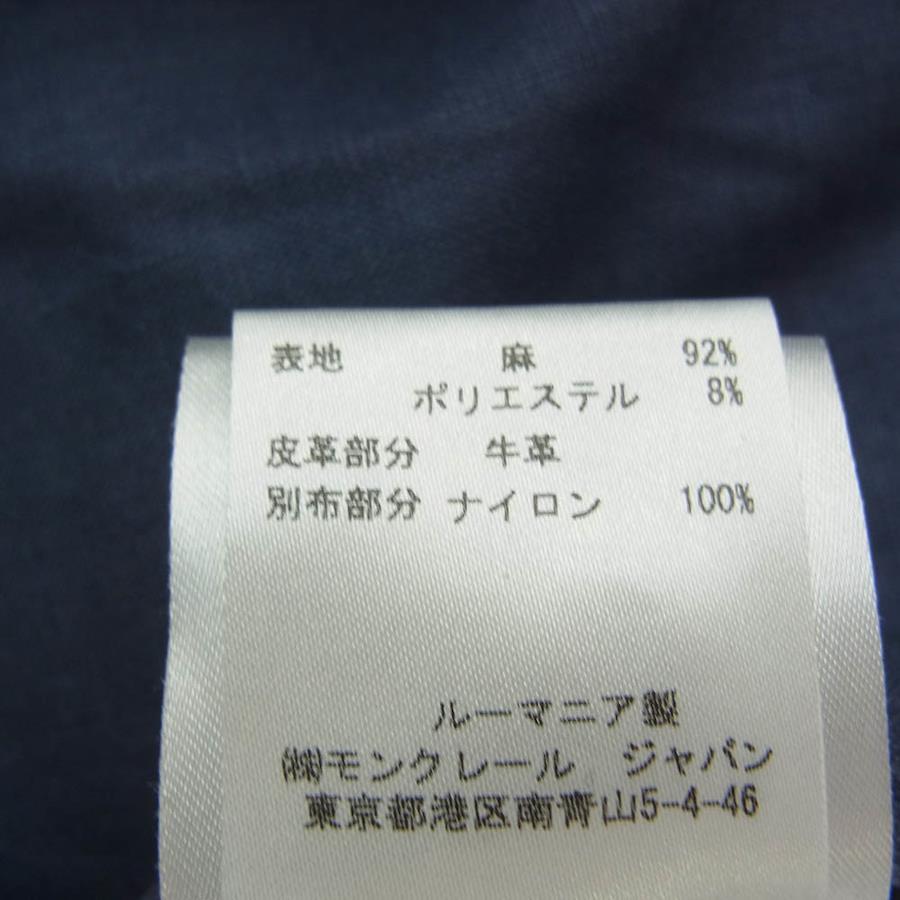 表地 麻 92%
ポリエステル 8%
皮革部分 牛革
別布部分 ナイロン 100%
ルーマニア製
㈱モンクレール ジャパン
東京都港区南青山5-4-46